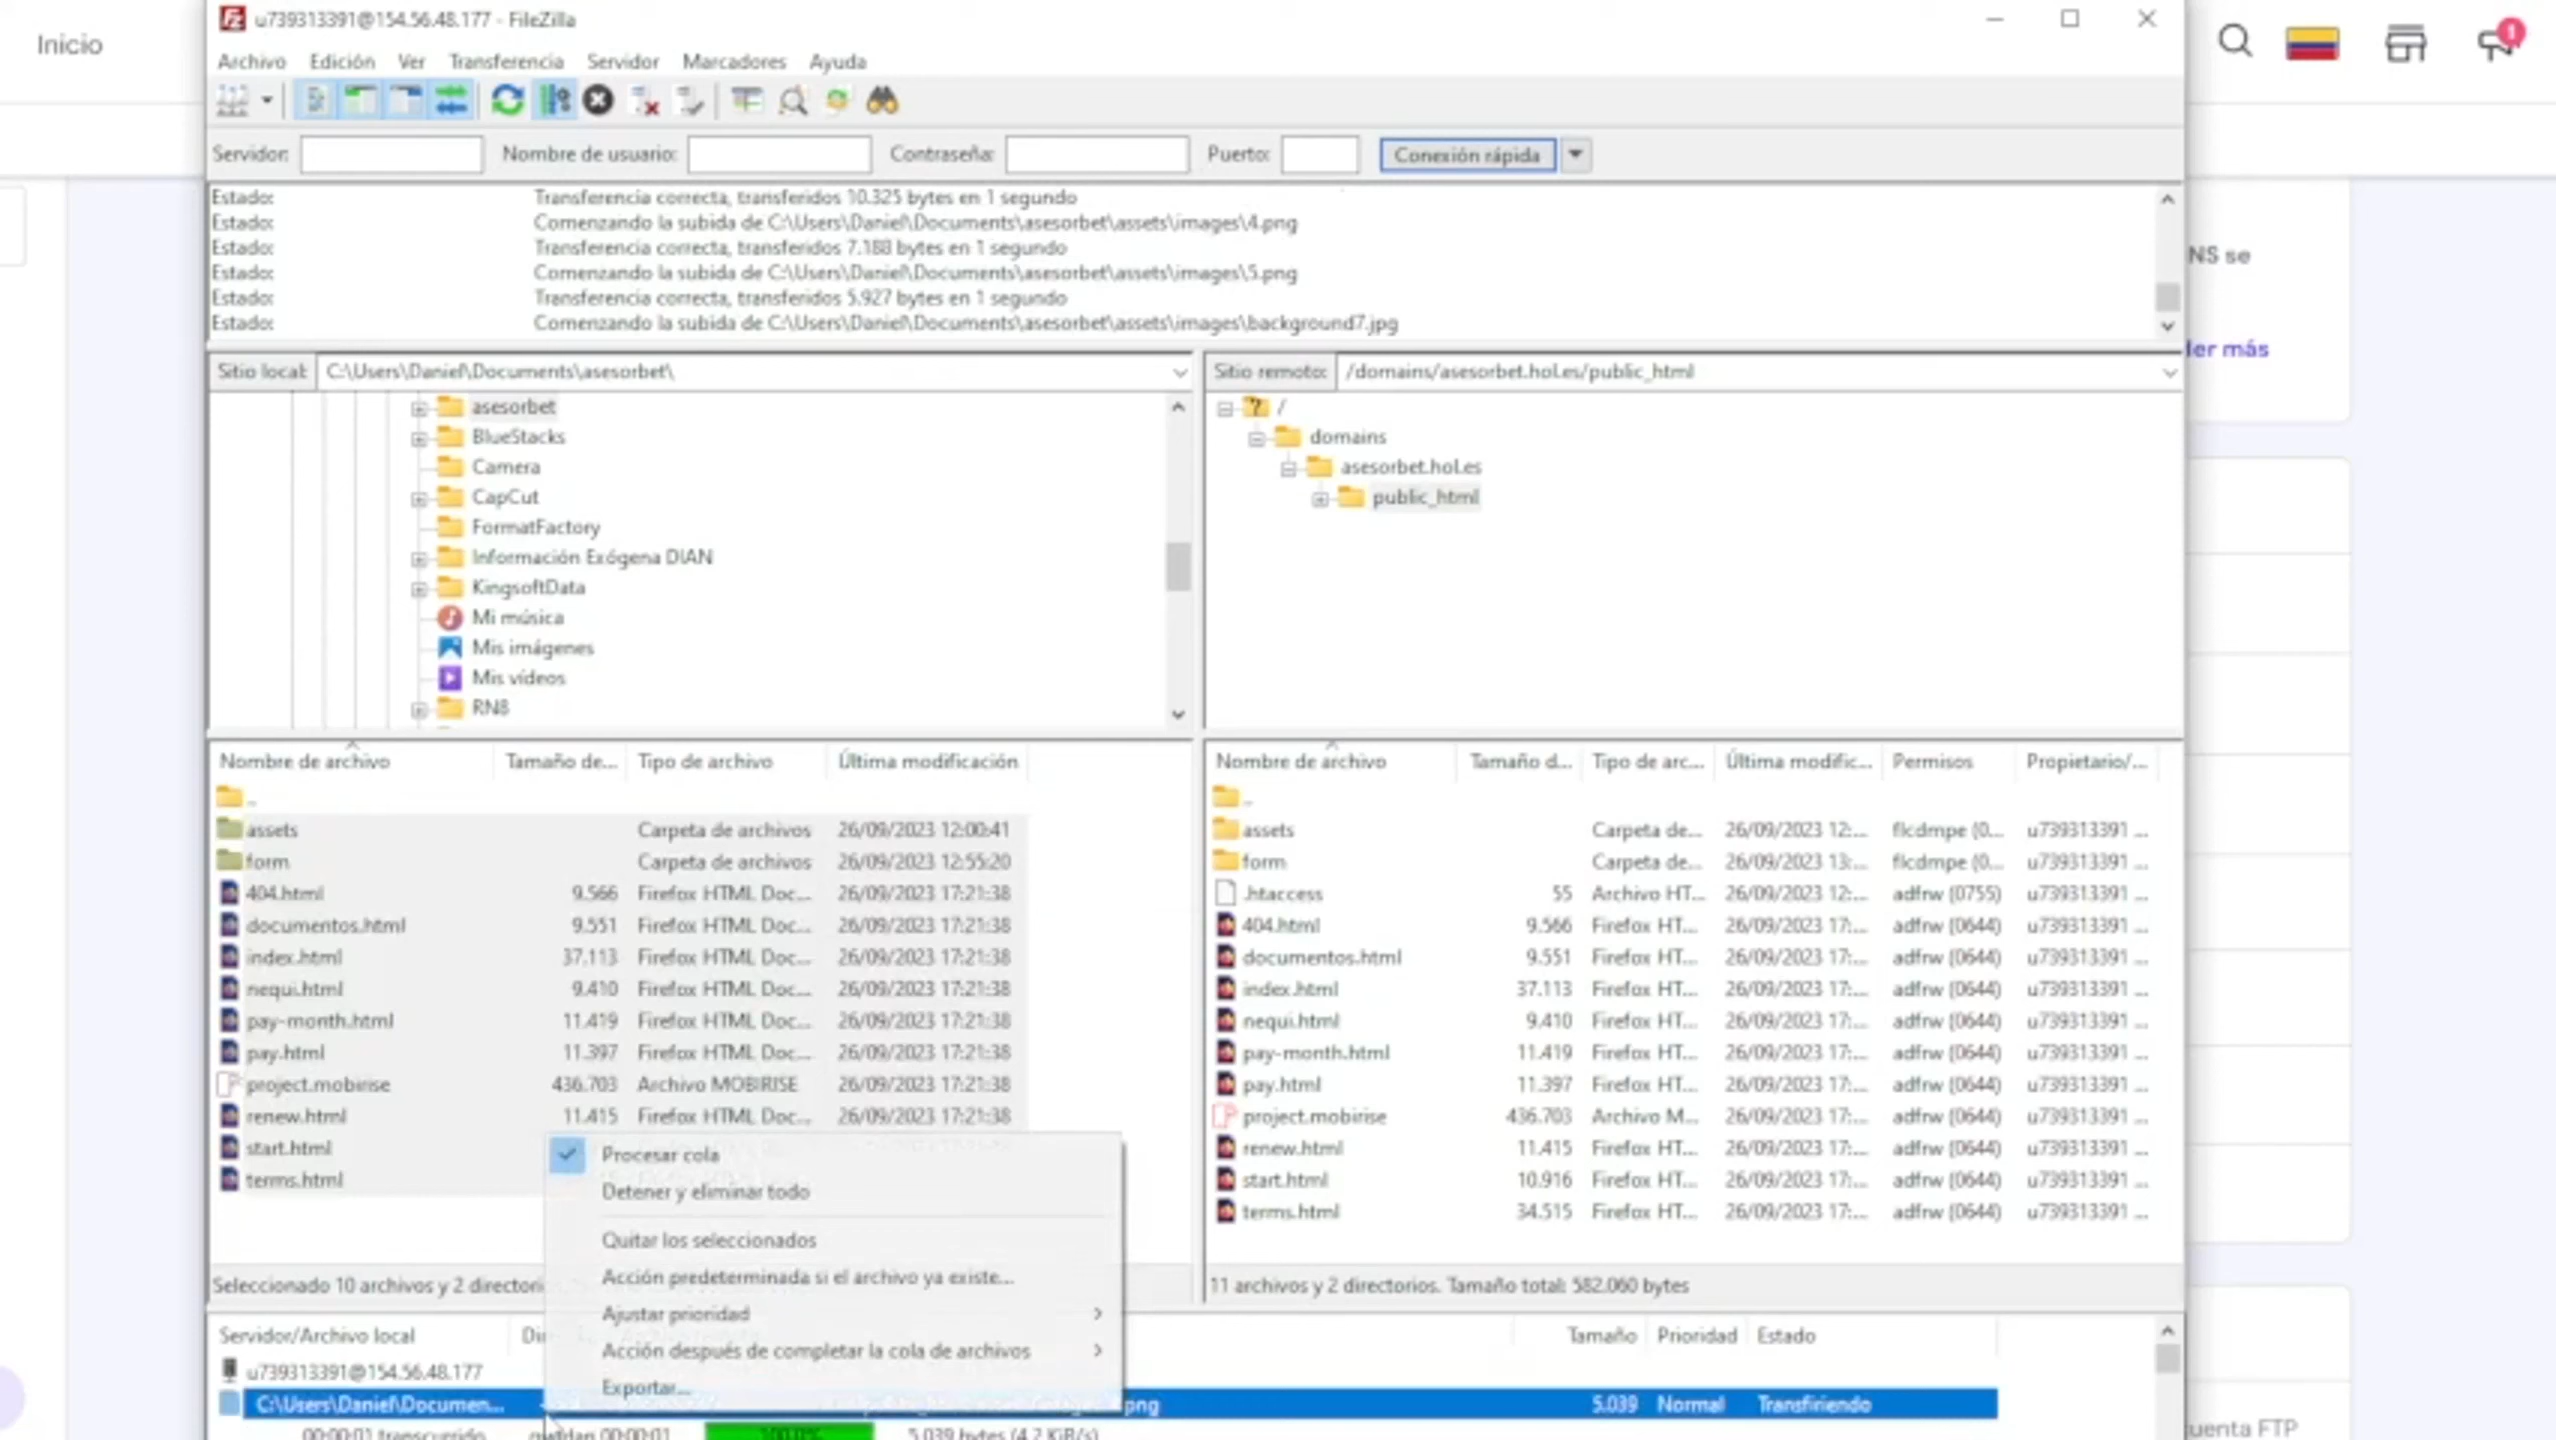 Inicio
u739313391@154.56.48.177 - FileZilla
1
Archivo Edición Ver Transferencia Servidor Marcadores Ayuda
Servidor: Nombre de usuario: Contraseña: Puerto: Conexión rápida
Estado: Transferencia correcta, transferidos 10.325 bytes en 1 segundo
Estado: Comenzando la subida de C:\Users\Daniel\Documents\asesorbet\assets\images\4.png
Estado: Transferencia correcta, transferidos 7.188 bytes en 1 segundo
Estado: Comenzando la subida de C:\Users\Daniel\Documents\asesorbet\assets\images\5.png
Estado: Transferencia correcta, transferidos 5.927 bytes en 1 segundo
Estado: Comenzando la subida de C:\Users\Daniel\Documents\asesorbet\assets\images\background7.jpg
NS se
ler más
Sitio local: C:\Users\Daniel\Documents\asesorbet\
asesorbet
BlueStacks
Camera
CapCut
FormatFactory
Información Exógena DIAN
KingsoftData
Mi música
Mis imágenes
Mis vídeos
RN8
Sitio remoto: /domains/asesorbet.hol.es/public_html
/
domains
asesorbet.hol.es
public_html
Nombre de archivo Tamaño de... Tipo de archivo Última modificación
..
assets Carpeta de archivos 26/09/2023 12:00:41
form Carpeta de archivos 26/09/2023 12:55:20
404.html 9.566 Firefox HTML Doc... 26/09/2023 17:21:38
documentos.html 9.551 Firefox HTML Doc... 26/09/2023 17:21:38
index.html 37.113 Firefox HTML Doc... 26/09/2023 17:21:38
nequi.html 9.410 Firefox HTML Doc... 26/09/2023 17:21:38
pay-month.html 11.419 Firefox HTML Doc... 26/09/2023 17:21:38
pay.html 11.397 Firefox HTML Doc... 26/09/2023 17:21:38
project.mobirise 436.703 Archivo MOBIRISE 26/09/2023 17:21:38
renew.html 11.415 Firefox HTML Doc... 26/09/2023 17:21:38
start.html
terms.html
Seleccionado 10 archivos y 2 directorio
Nombre de archivo Tamaño d... Tipo de arc... Última modific... Permisos Propietario/...
..
assets Carpeta de... 26/09/2023 12:... flcdmpe (0... u739313391 ...
form Carpeta de... 26/09/2023 13:... flcdmpe (0... u739313391 ...
.htaccess 55 Archivo HT... 26/09/2023 12:... adfrw (0755) u739313391 ...
404.html 9.566 Firefox HT... 26/09/2023 17:... adfrw (0644) u739313391 ...
documentos.html 9.551 Firefox HT... 26/09/2023 17:... adfrw (0644) u739313391 ...
index.html 37.113 Firefox HT... 26/09/2023 17:... adfrw (0644) u739313391 ...
nequi.html 9.410 Firefox HT... 26/09/2023 17:... adfrw (0644) u739313391 ...
pay-month.html 11.419 Firefox HT... 26/09/2023 17:... adfrw (0644) u739313391 ...
pay.html 11.397 Firefox HT... 26/09/2023 17:... adfrw (0644) u739313391 ...
project.mobirise 436.703 Archivo M... 26/09/2023 17:... adfrw (0644) u739313391 ...
renew.html 11.415 Firefox HT... 26/09/2023 17:... adfrw (0644) u739313391 ...
start.html 10.916 Firefox HT... 26/09/2023 17:... adfrw (0644) u739313391 ...
terms.html 34.515 Firefox HT... 26/09/2023 17:... adfrw (0644) u739313391 ...
11 archivos y 2 directorios. Tamaño total: 582.060 bytes
Procesar cola
Detener y eliminar todo
Quitar los seleccionados
Acción predeterminada si el archivo ya existe...
Ajustar prioridad
Acción después de completar la cola de archivos
Exportar...
Servidor/Archivo local Tamaño Prioridad Estado
u739313391@154.56.48.177
C:\Users\Daniel\Documen... png 5.039 Normal Transfiriendo
00:00:01 transcurrido 00:00:01 100.0% 5.039 bytes (4.2 KiB/s)
uenta FTP